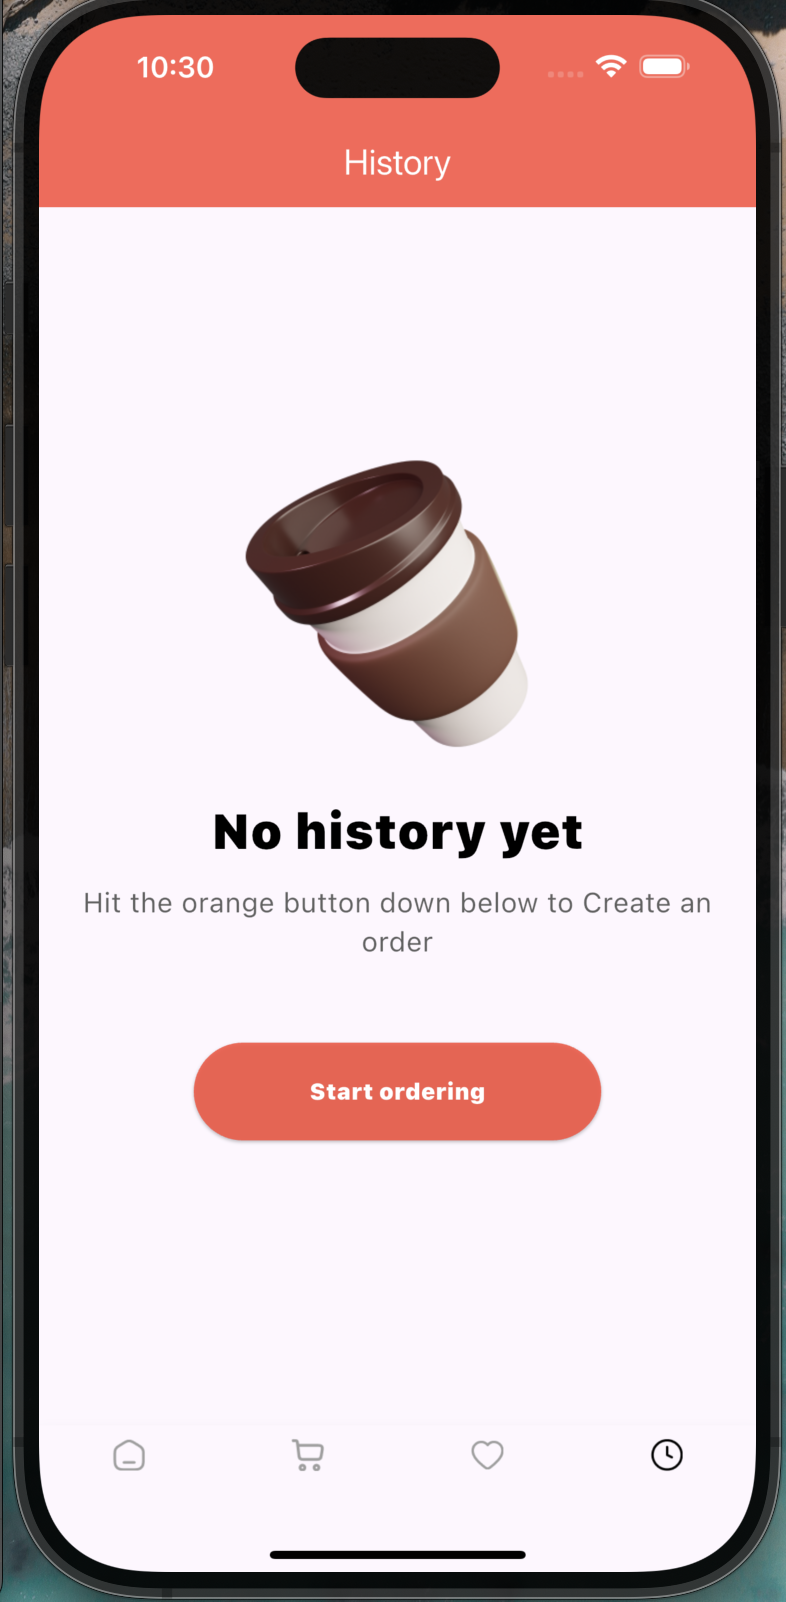 10:30
History
No history yet
Hit the orange button down below to Create an
order
Start ordering